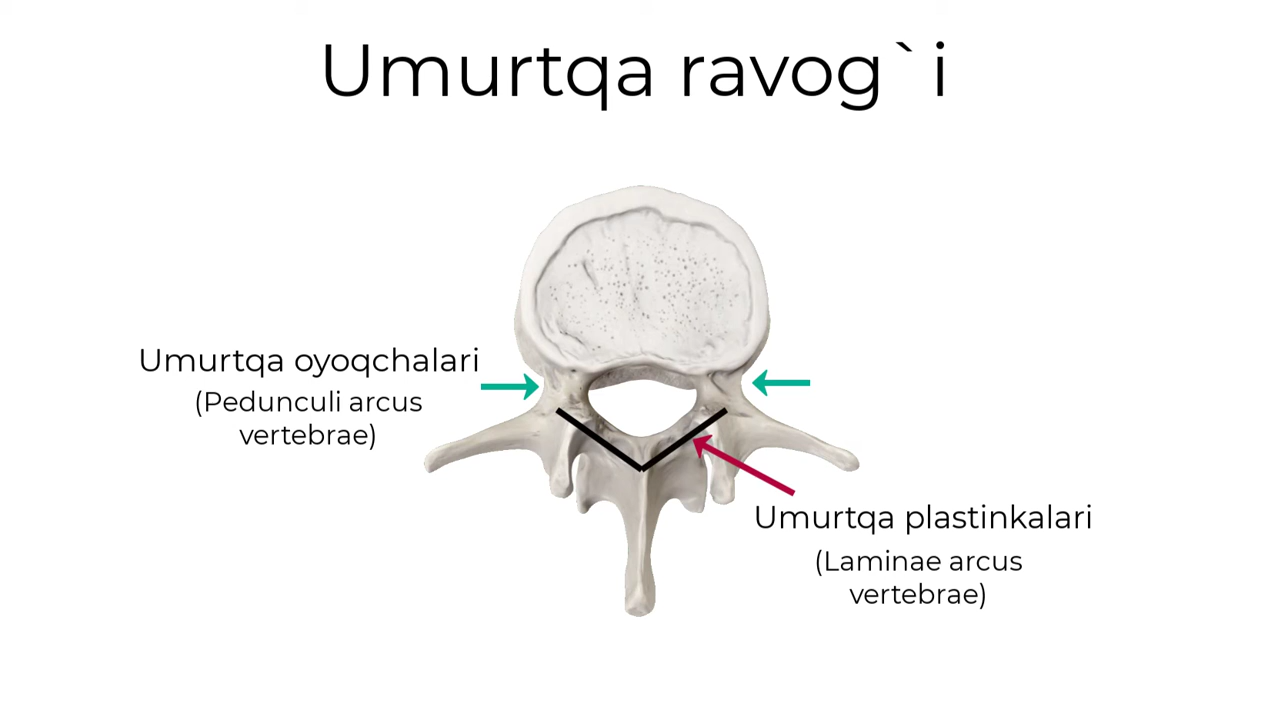 Umurtqa ravog`i
Umurtqa oyoqchalari
(Pedunculi arcus
vertebrae)
Umurtqa plastinkalari
(Laminae arcus
vertebrae)